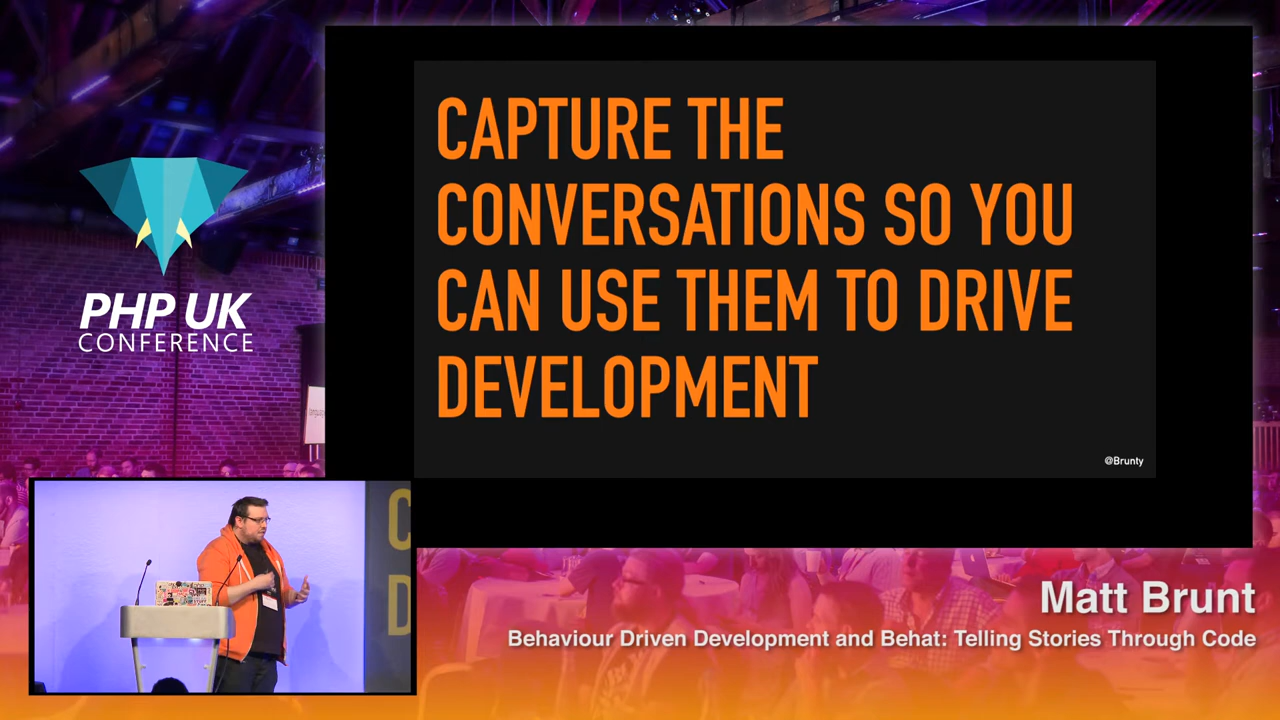 CAPTURE THE
CONVERSATIONS SO YOU
CAN USE THEM TO DRIVE
DEVELOPMENT
@Brunty
PHP UK
CONFERENCE
Matt Brunt
Behaviour Driven Development and Behat: Telling Stories Through Code